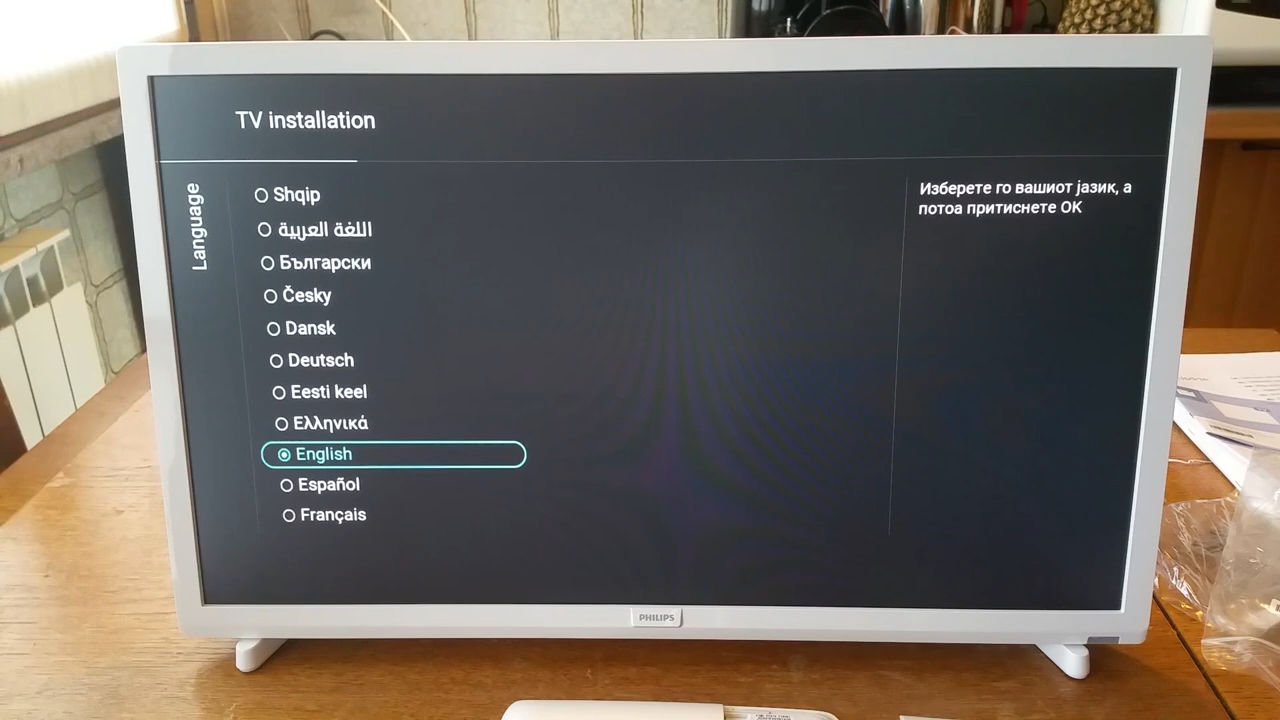 TV installation
Language
Shqip
اللغة العربية
Български
Česky
Dansk
Deutsch
Eesti keel
Ελληνικά
English
Español
Français
Изберете го вашиот јазик, а
потоа притиснете OK
PHILIPS